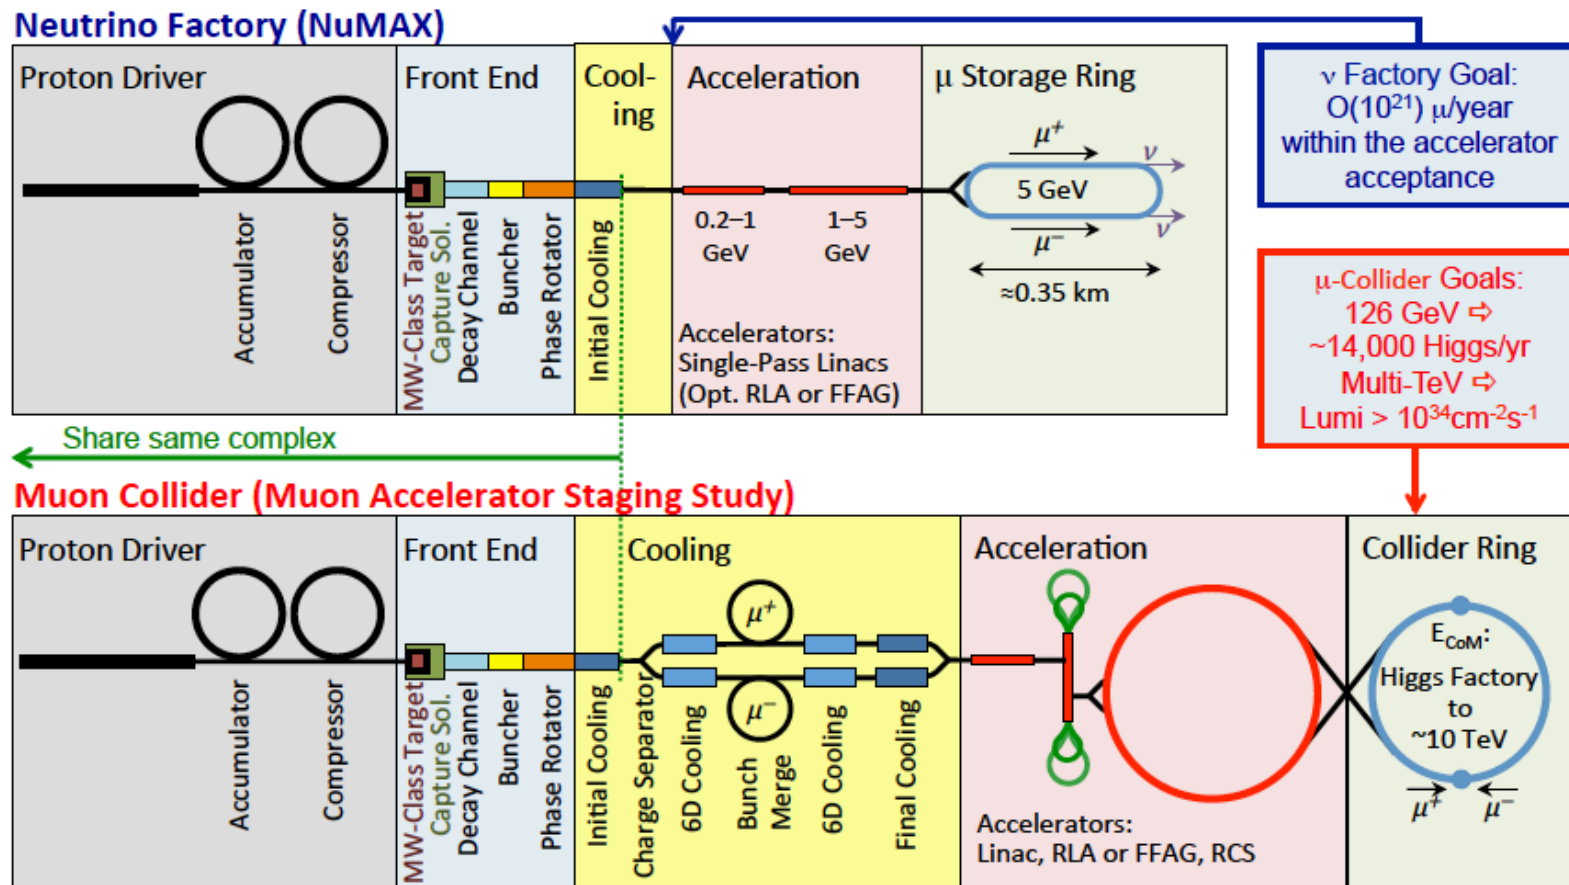 Neutrino Factory (NuMAX)
Proton Driver
Front End
Cool-
ing
Acceleration
μ Storage Ring
Accumulator
Compressor
MW-Class Target
Capture Sol.
Decay Channel
Buncher
Phase Rotator
Initial Cooling
0.2–1
GeV
1–5
GeV
Accelerators:
Single-Pass Linacs
(Opt. RLA or FFAG)
μ⁺
5 GeV
μ⁻
ν
ν
≈0.35 km
ν Factory Goal:
O(10²¹) μ/year
within the accelerator
acceptance
μ-Collider Goals:
126 GeV ⇨
~14,000 Higgs/yr
Multi-TeV ⇨
Lumi > 10³⁴cm⁻²s⁻¹
Share same complex
Muon Collider (Muon Accelerator Staging Study)
Proton Driver
Front End
Cooling
Acceleration
Collider Ring
Accumulator
Compressor
MW-Class Target
Capture Sol.
Decay Channel
Buncher
Phase Rotator
Initial Cooling
Charge Separator
6D Cooling
μ⁺
μ⁻
Bunch
Merge
6D Cooling
Final Cooling
Accelerators:
Linac, RLA or FFAG, RCS
E_CoM:
Higgs Factory
to
~10 TeV
μ⁺
μ⁻